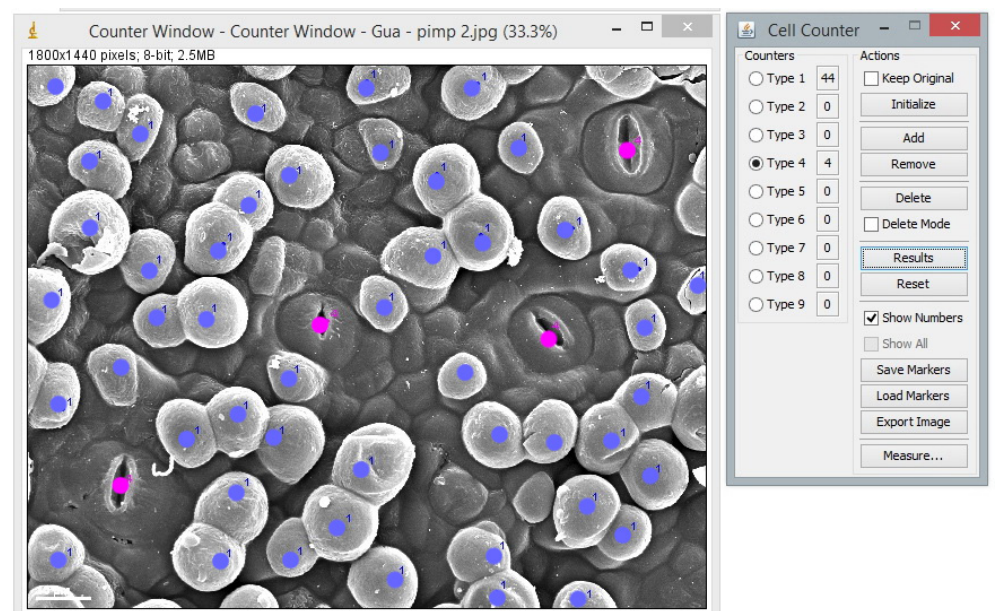 Counter Window - Counter Window - Gua - pimp 2.jpg (33.3%)
1800x1440 pixels; 8-bit; 2.5MB
Cell Counter
Counters
Type 1 44
Type 2 0
Type 3 0
Type 4 4
Type 5 0
Type 6 0
Type 7 0
Type 8 0
Type 9 0
Actions
Keep Original
Initialize
Add
Remove
Delete
Delete Mode
Results
Reset
Show Numbers
Show All
Save Markers
Load Markers
Export Image
Measure...